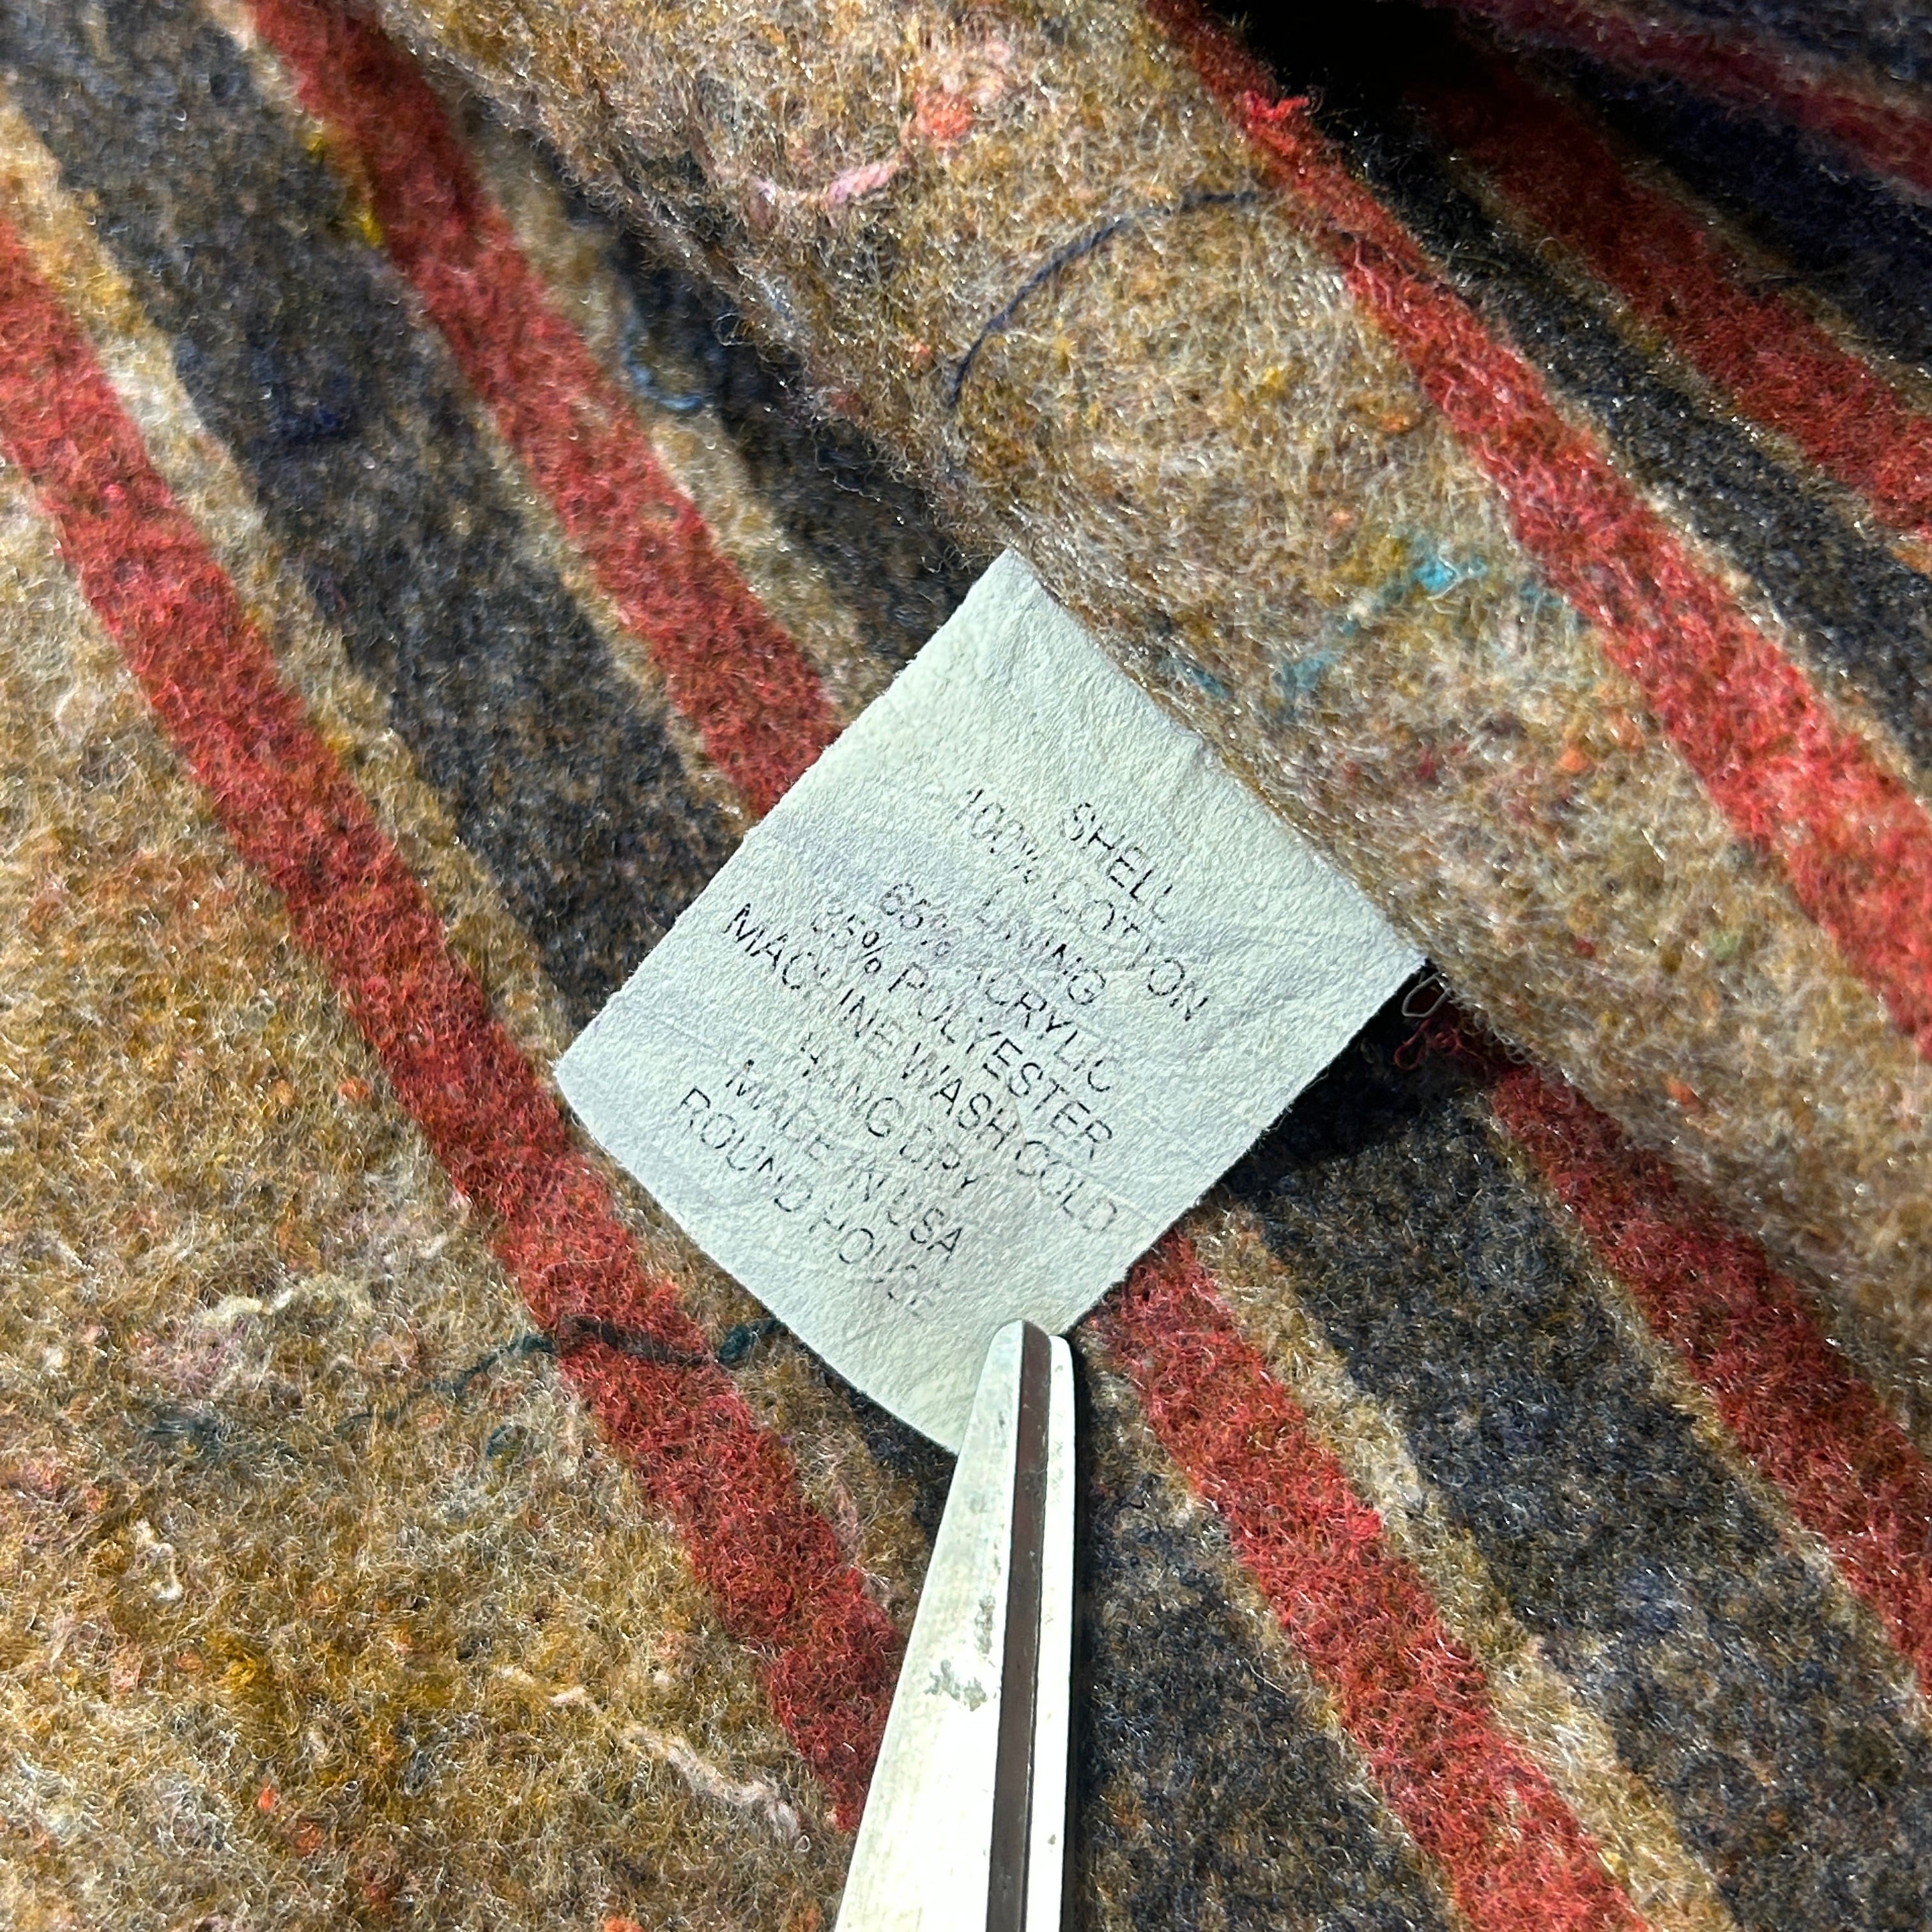 SHELL
100% COTTON
LINING
65% ACRYLIC
35% POLYESTER
MACHINE WASH COLD
HANG DRY
MADE IN USA
ROUND HOUSE